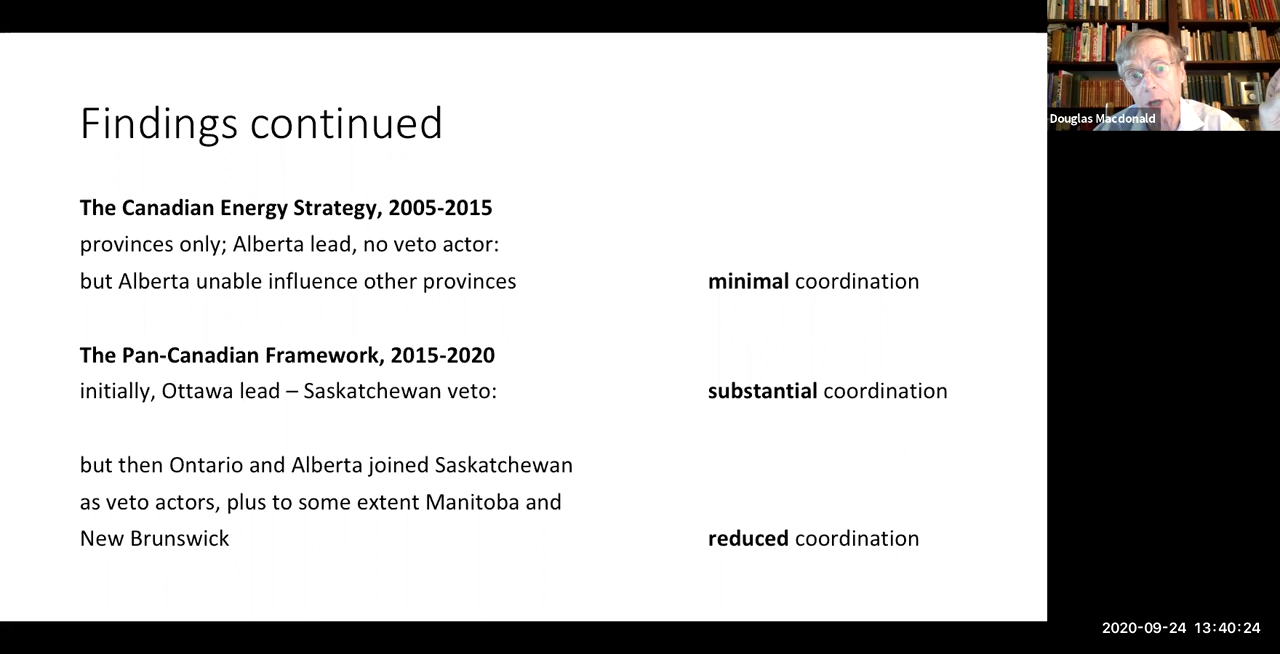 Findings continued
The Canadian Energy Strategy, 2005-2015
provinces only; Alberta lead, no veto actor:
but Alberta unable influence other provinces
minimal coordination
The Pan-Canadian Framework, 2015-2020
initially, Ottawa lead – Saskatchewan veto:
substantial coordination
but then Ontario and Alberta joined Saskatchewan
as veto actors, plus to some extent Manitoba and
New Brunswick
reduced coordination
Douglas Macdonald
2020-09-24 13:40:24